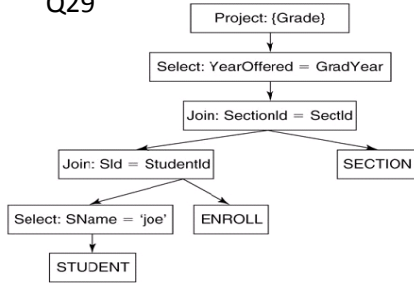 Q29
Project: {Grade}
Select: YearOffered = GradYear
Join: SectionId = SectId
Join: SId = StudentId
SECTION
Select: SName = ‘joe’
ENROLL
STUDENT